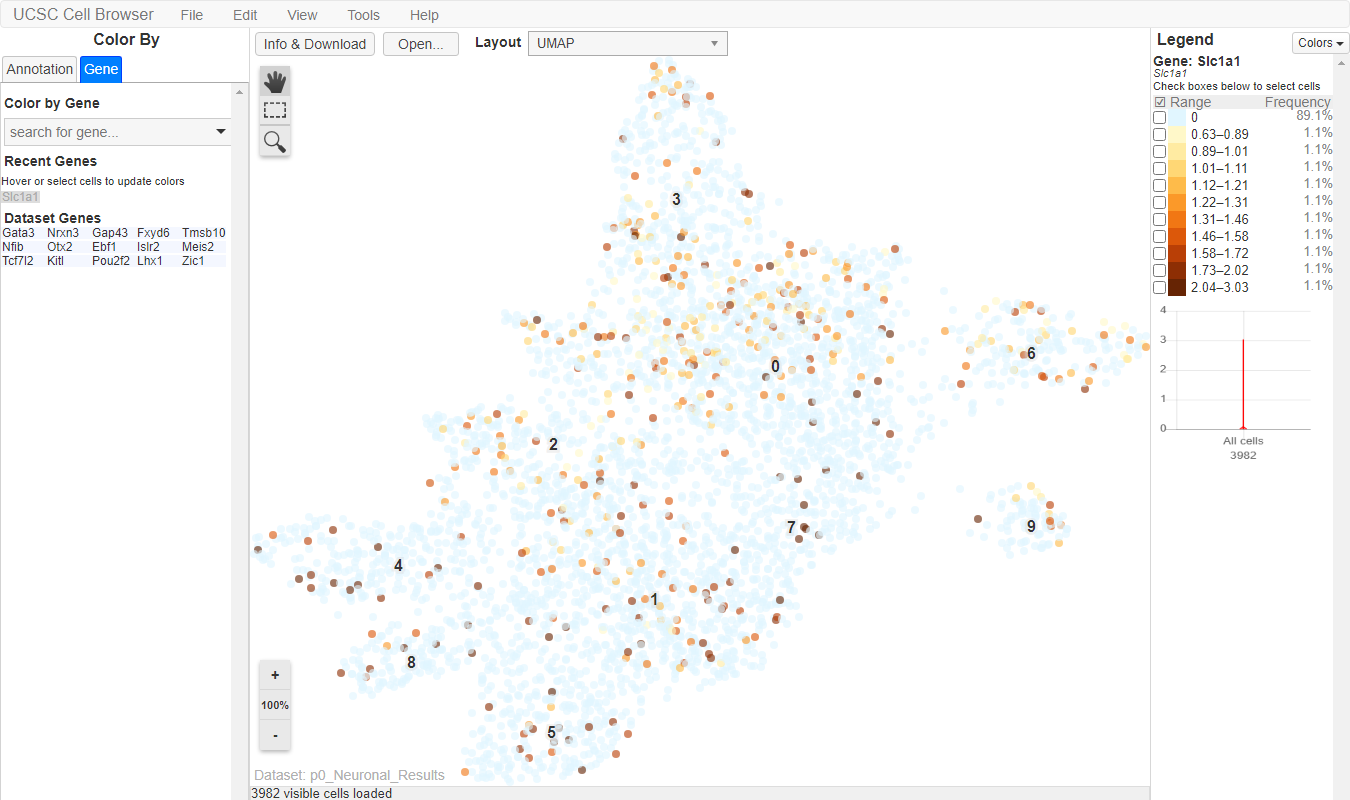 UCSC Cell Browser File Edit View Tools Help
Color By
Annotation Gene
Color by Gene
search for gene...
Recent Genes
Hover or select cells to update colors
Slc1a1
Dataset Genes
Gata3 Nrxn3 Gap43 Fxyd6 Tmsb10
Nfib Otx2 Ebf1 Islr2 Meis2
Tcf7l2 Kitl Pou2f2 Lhx1 Zic1
Info & Download Open... Layout UMAP
3
0
6
2
7
9
4
1
8
5
+
100%
-
Dataset: p0_Neuronal_Results
3982 visible cells loaded
Legend Colors
Gene: Slc1a1
Slc1a1
Check boxes below to select cells
Range Frequency
0 89.1%
0.63–0.89 1.1%
0.89–1.01 1.1%
1.01–1.11 1.1%
1.12–1.21 1.1%
1.22–1.31 1.1%
1.31–1.46 1.1%
1.46–1.58 1.1%
1.58–1.72 1.1%
1.73–2.02 1.1%
2.04–3.03 1.1%
4
3
2
1
0
All cells
3982